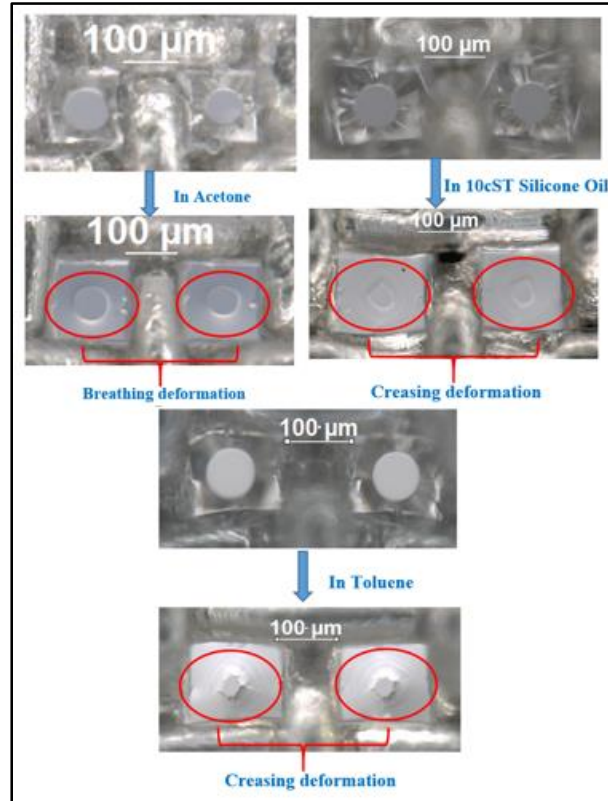 100 µm
100 µm
In Acetone
In 10cST Silicone Oil
100 µm
100 µm
Breathing deformation
Creasing deformation
100 µm
In Toluene
100 µm
Creasing deformation